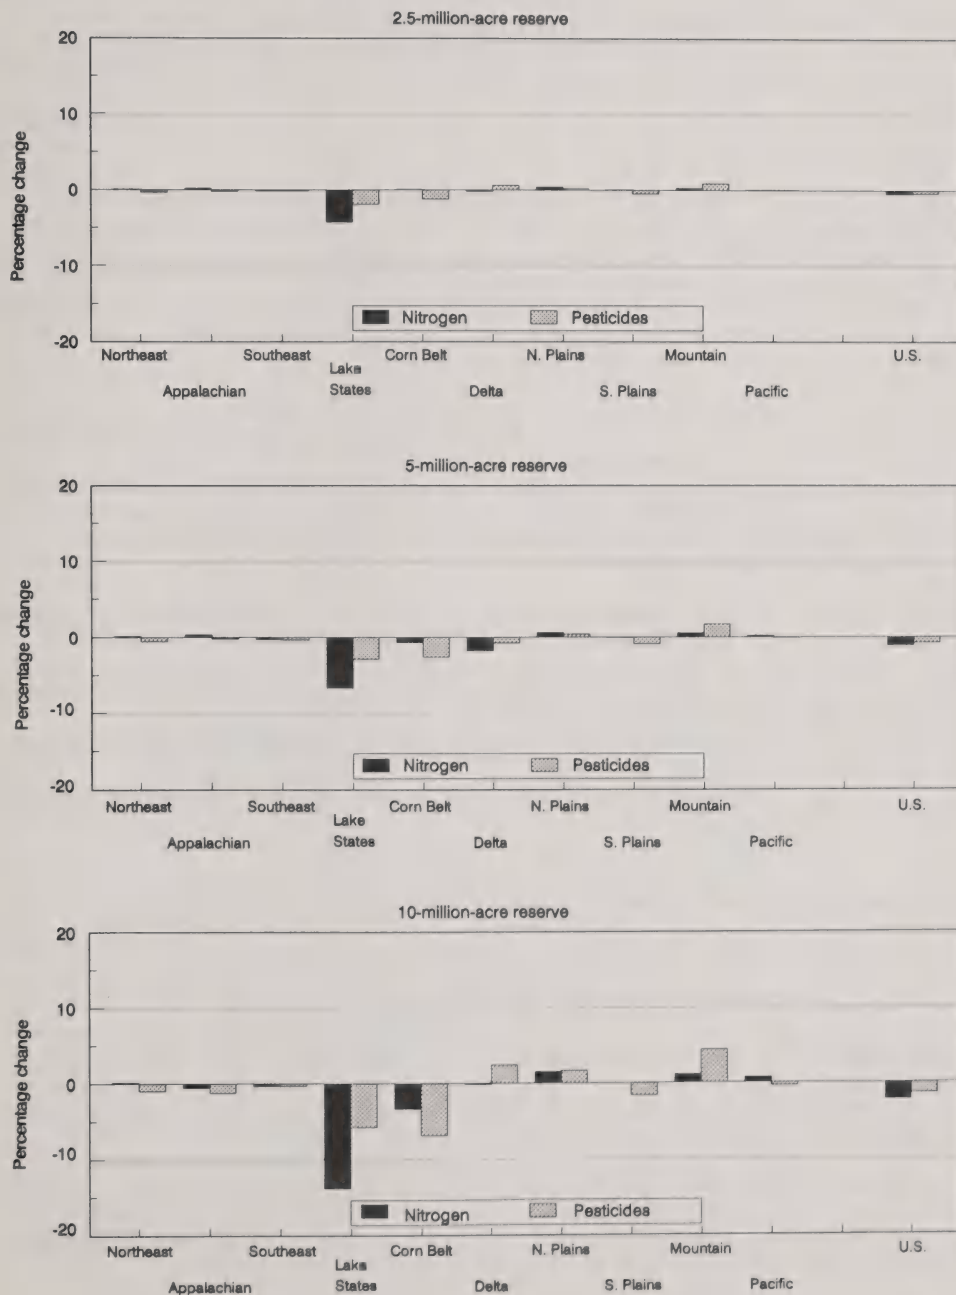 2.5-million-acre reserve
20
10
0
-10
-20
Percentage change
Nitrogen Pesticides
Northeast Southeast Corn Belt N. Plains Mountain U.S.
Lake
Appalachian States Delta S. Plains Pacific
5-million-acre reserve
20
10
0
-10
-20
Percentage change
Nitrogen Pesticides
Northeast Southeast Corn Belt N. Plains Mountain U.S.
Lake
Appalachian States Delta S. Plains Pacific
10-million-acre reserve
20
10
0
-10
-20
Percentage change
Nitrogen Pesticides
Northeast Southeast Corn Belt N. Plains Mountain U.S.
Lake
Appalachian States Delta S. Plains Pacific